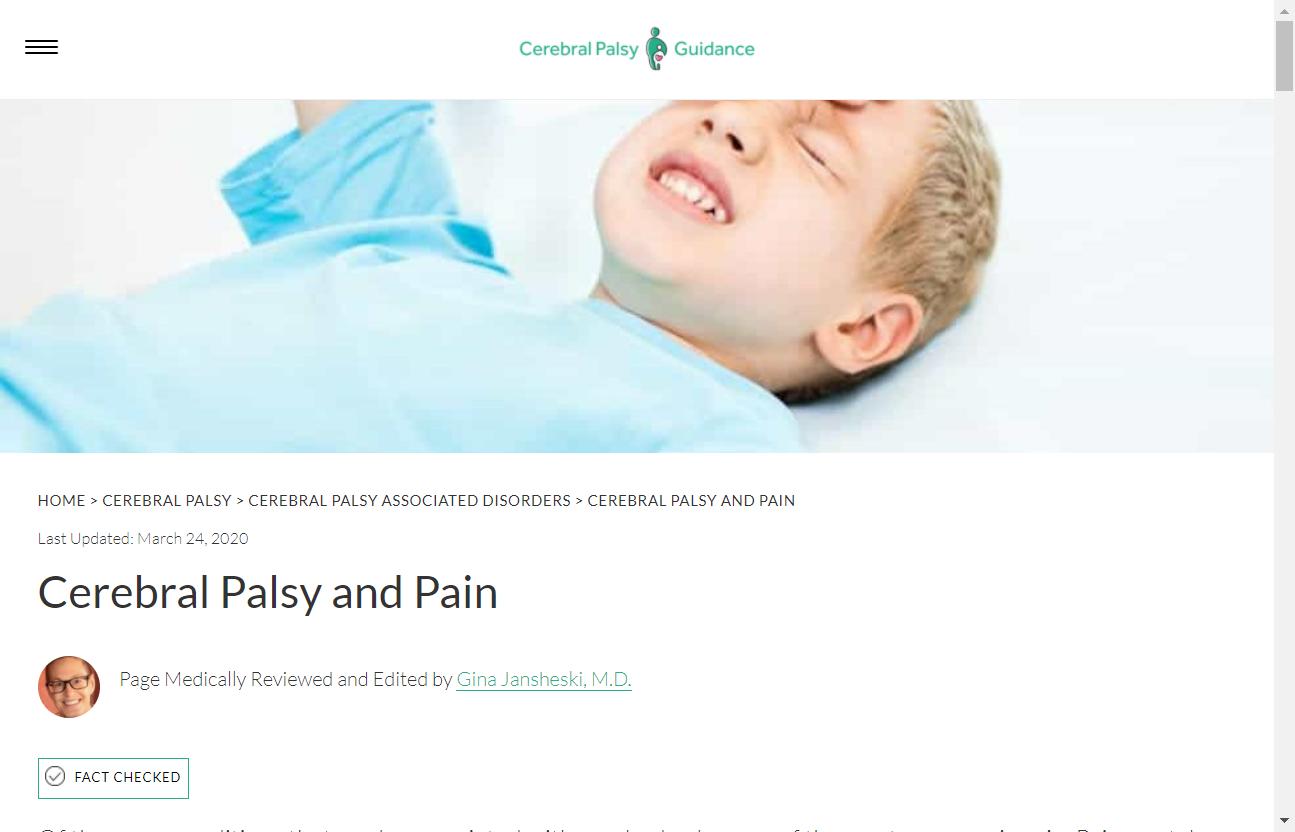 Cerebral Palsy Guidance
HOME > CEREBRAL PALSY > CEREBRAL PALSY ASSOCIATED DISORDERS > CEREBRAL PALSY AND PAIN
Last Updated: March 24, 2020
Cerebral Palsy and Pain
Page Medically Reviewed and Edited by Gina Jansheski, M.D.
FACT CHECKED